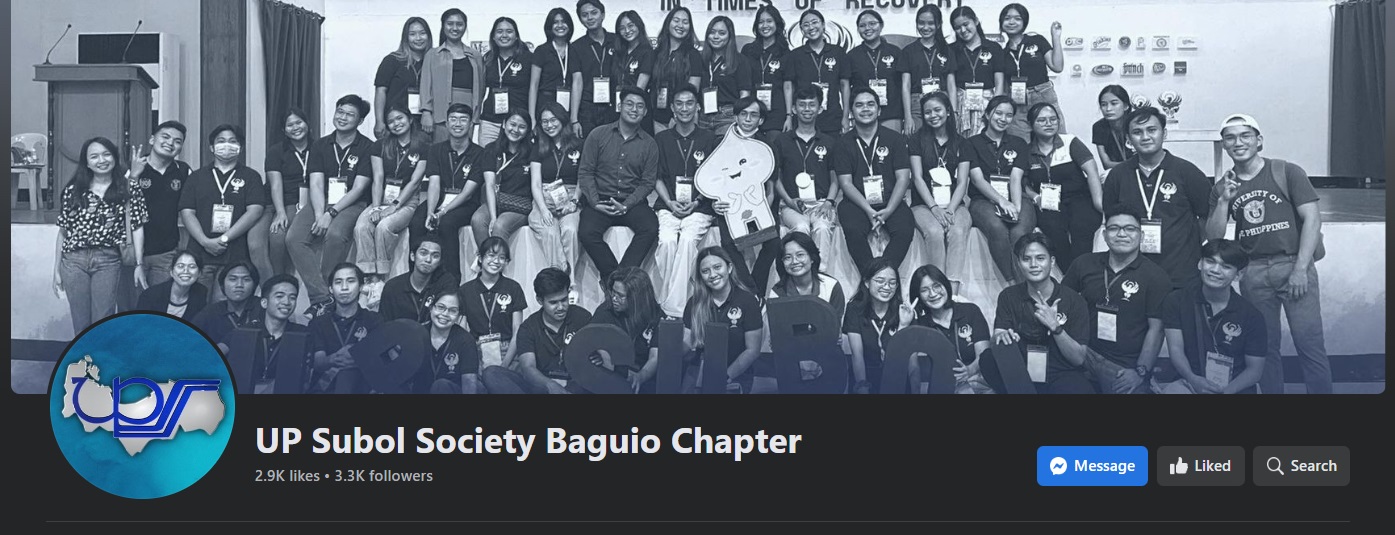 IN TIMES OF RECOVERY
UNIVERSITY OF
PHILIPPINES
UPS
UP Subol Society Baguio Chapter
2.9K likes • 3.3K followers
Message
Liked
Search